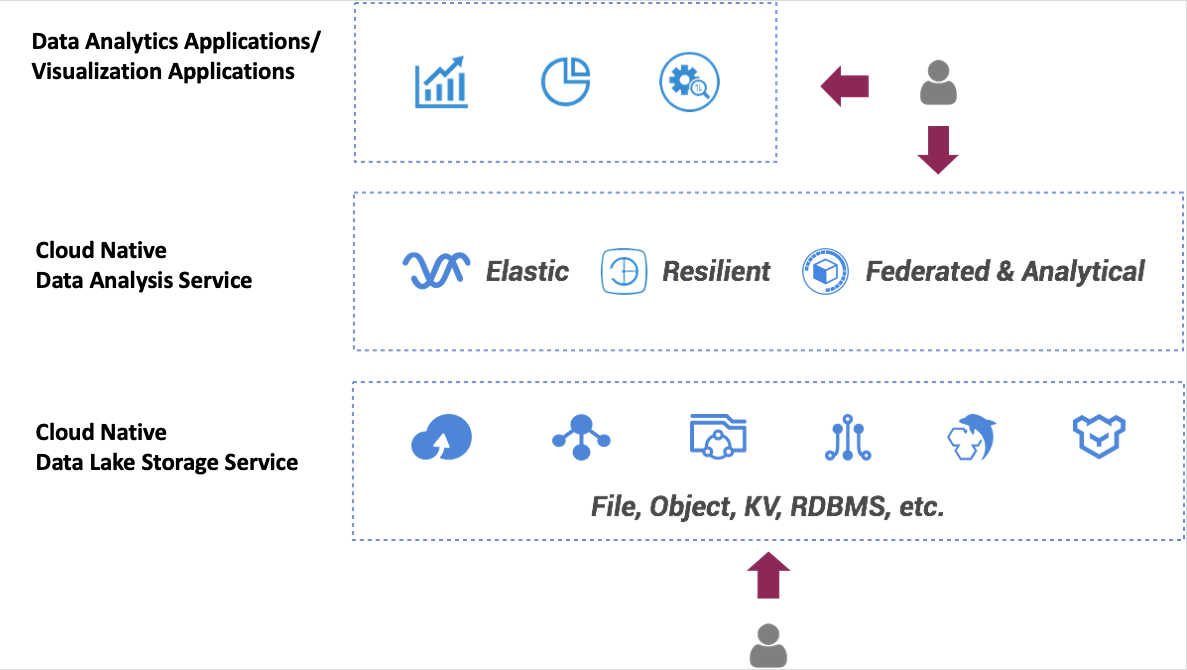 Data Analytics Applications/
Visualization Applications
Cloud Native
Data Analysis Service
Elastic
Resilient
Federated & Analytical
Cloud Native
Data Lake Storage Service
File, Object, KV, RDBMS, etc.